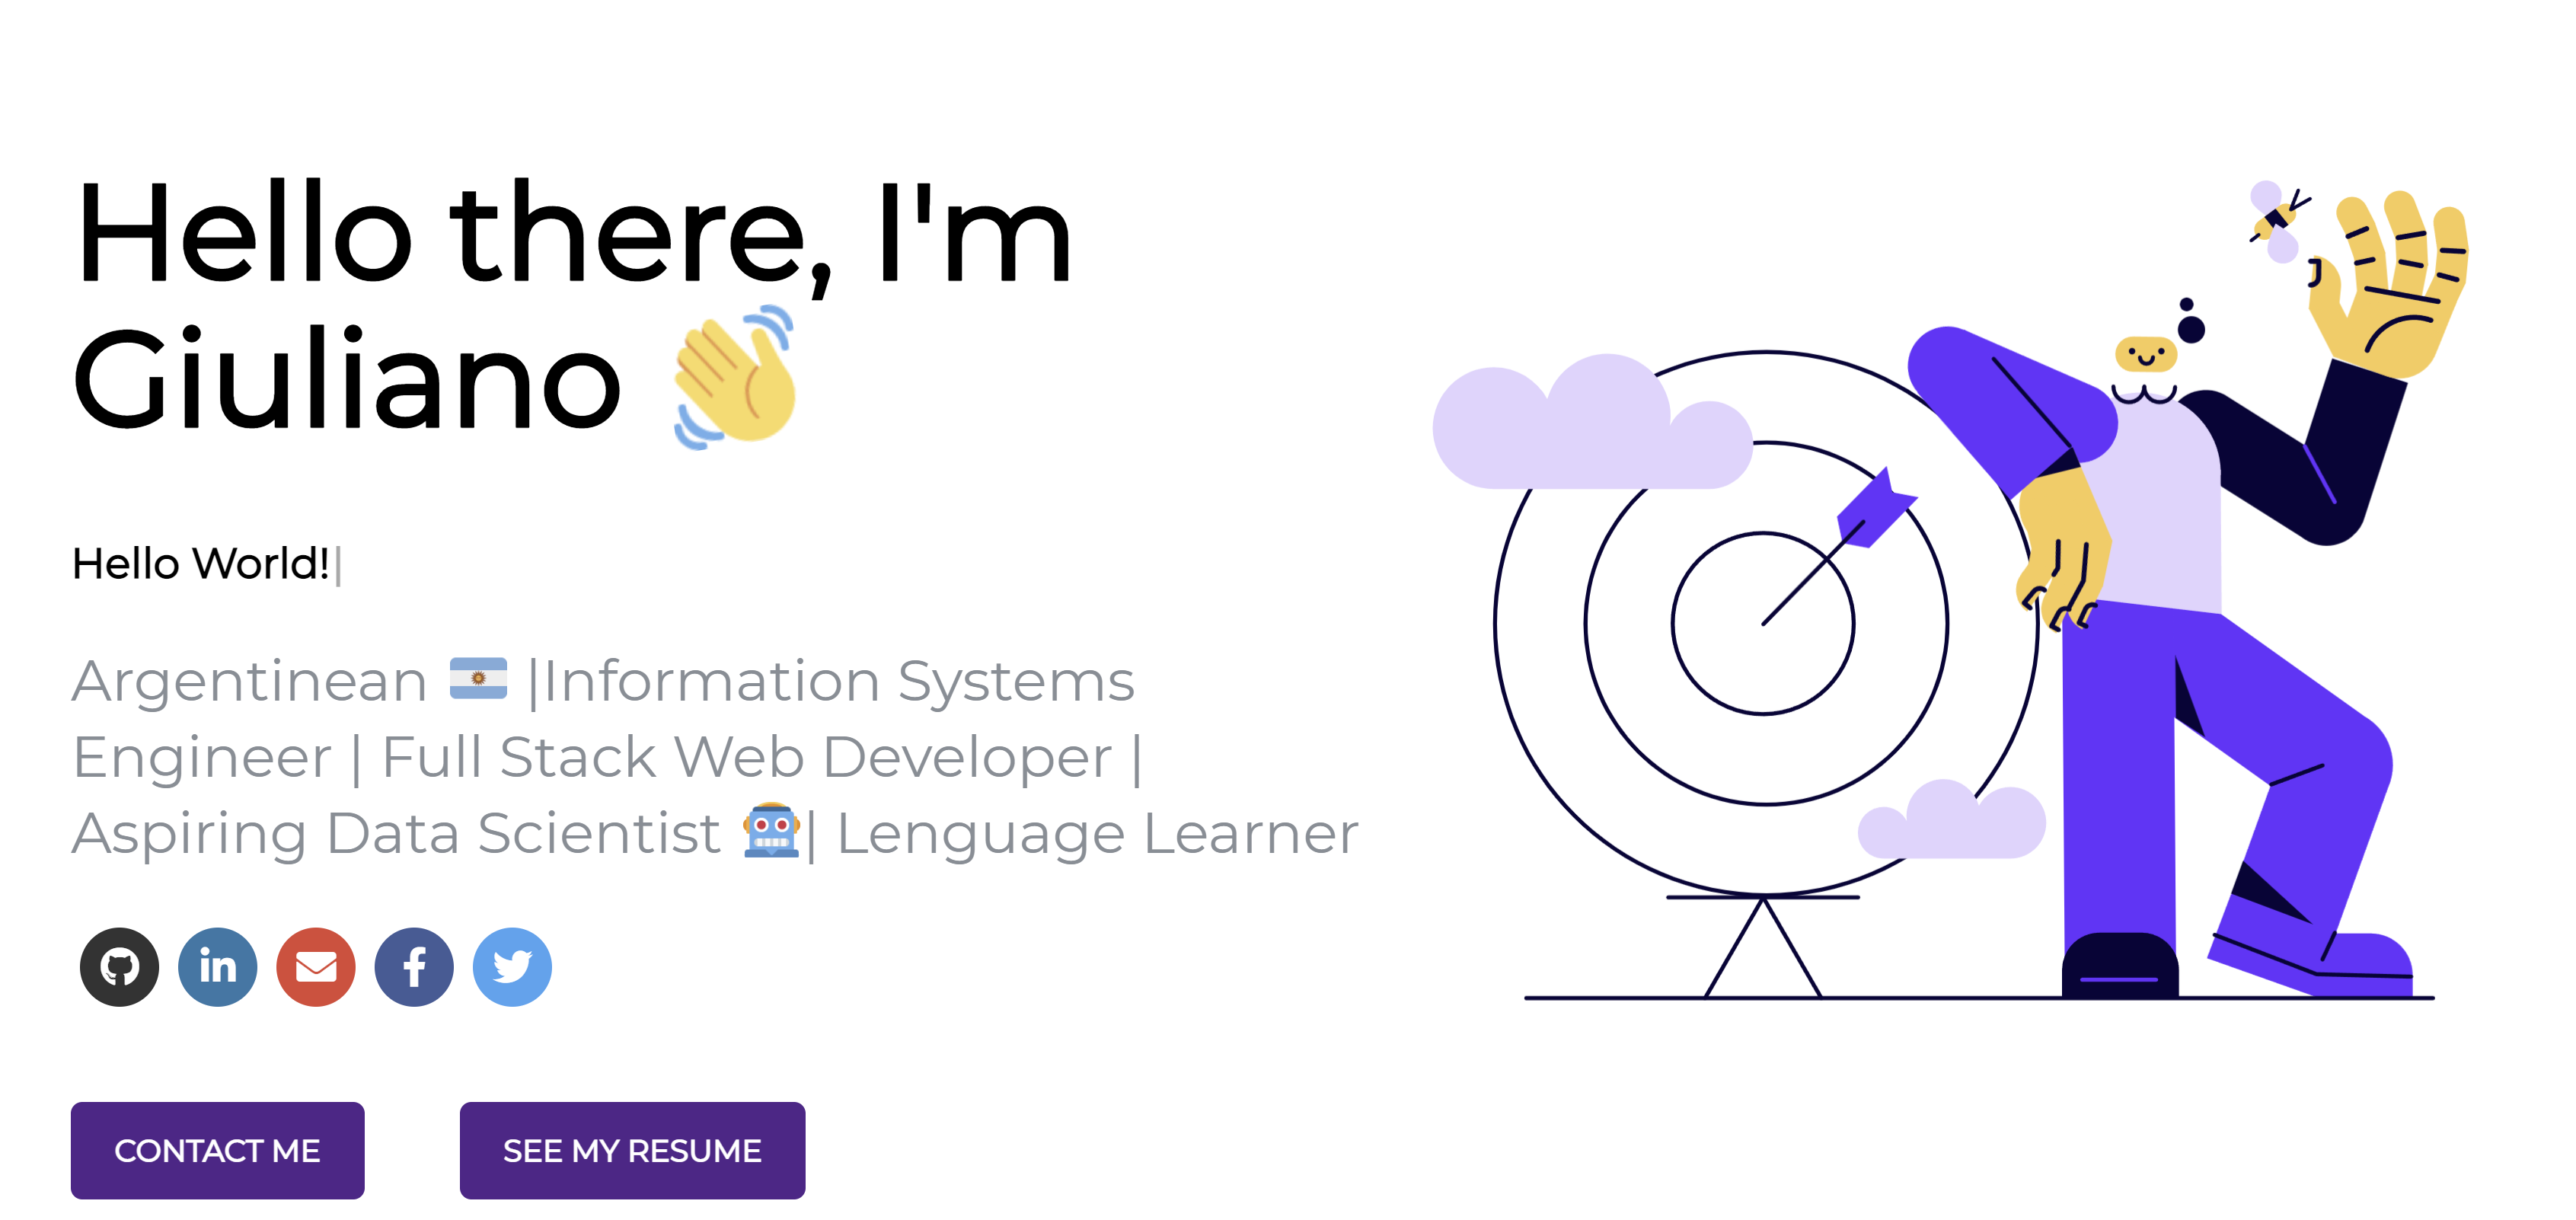 Hello there, I'm
Giuliano 👋
Hello World!|
Argentinean 🇦🇷 |Information Systems
Engineer | Full Stack Web Developer |
Aspiring Data Scientist 🤖| Lenguage Learner
CONTACT ME
SEE MY RESUME